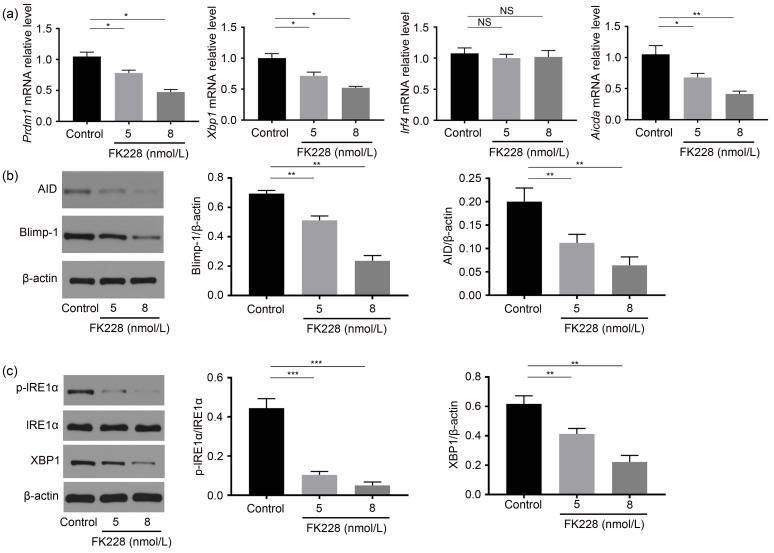 (a)
Prdm1 mRNA relative level
1.5
1.0
0.5
0.0
*
*
Control 5 8
FK228 (nmol/L)
Xbp1 mRNA relative level
1.5
1.0
0.5
0.0
*
*
Control 5 8
FK228 (nmol/L)
Irf4 mRNA relative level
1.5
1.0
0.5
0.0
NS
NS
Control 5 8
FK228 (nmol/L)
Aicda mRNA relative level
1.5
1.0
0.5
0.0
**
*
Control 5 8
FK228 (nmol/L)
(b)
AID
Blimp-1
β-actin
Control 5 8
FK228 (nmol/L)
Blimp-1/β-actin
0.8
0.6
0.4
0.2
0.0
**
**
Control 5 8
FK228 (nmol/L)
AID/β-actin
0.25
0.20
0.15
0.10
0.05
0.00
**
**
Control 5 8
FK228 (nmol/L)
(c)
p-IRE1α
IRE1α
XBP1
β-actin
Control 5 8
FK228 (nmol/L)
p-IRE1α/IRE1α
0.6
0.4
0.2
0.0
***
***
Control 5 8
FK228 (nmol/L)
XBP1/β-actin
0.8
0.6
0.4
0.2
0.0
**
**
Control 5 8
FK228 (nmol/L)